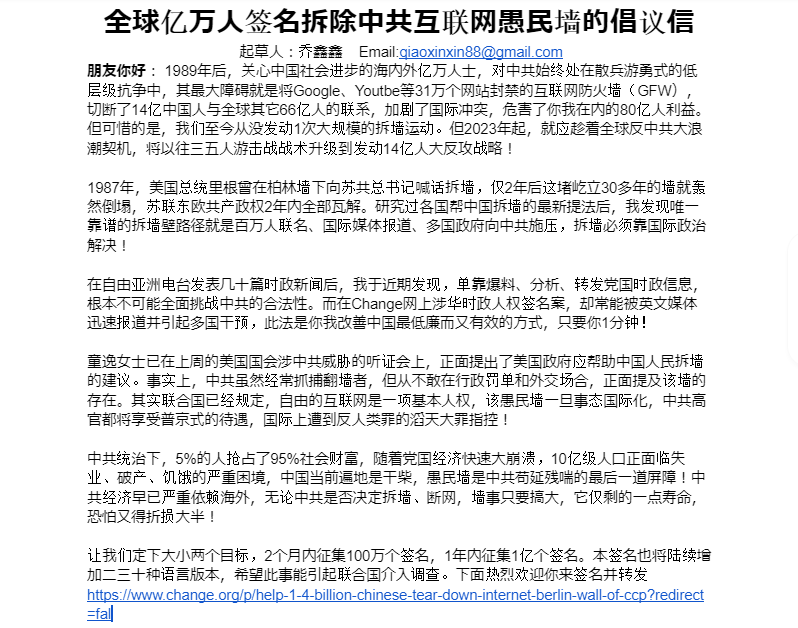 全球亿万人签名拆除中共互联网愚民墙的倡议信
起草人：乔鑫鑫 Email:qiaoxinxin88@gmail.com
朋友你好： 1989年后，关心中国社会进步的海内外亿万人士，对中共始终处在散兵游勇式的低
层级抗争中，其最大障碍就是将Google、Youtbe等31万个网站封禁的互联网防火墙（GFW），
切断了14亿中国人与全球其它66亿人的联系，加剧了国际冲突，危害了你我在内的80亿人利益。
但可惜的是，我们至今从没发动1次大规模的拆墙运动。但2023年起，就应趁着全球反中共大浪
潮契机，将以往三五人游击战战术升级到发动14亿人大反攻战略！
1987年，美国总统里根曾在柏林墙下向苏共总书记喊话拆墙，仅2年后这堵屹立30多年的墙就轰
然倒塌，苏联东欧共产政权2年内全部瓦解。研究过各国帮中国拆墙的最新提法后，我发现唯一
靠谱的拆墙壁路径就是百万人联名、国际媒体报道、多国政府向中共施压，拆墙必须靠国际政治
解决！
在自由亚洲电台发表几十篇时政新闻后，我于近期发现，单靠爆料、分析、转发党国时政信息，
根本不可能全面挑战中共的合法性。而在Change网上涉华时政人权签名案，却常能被英文媒体
迅速报道并引起多国干预，此法是你我改善中国最低廉而又有效的方式，只要你1分钟！
童逸女士已在上周的美国国会涉中共威胁的听证会上，正面提出了美国政府应帮助中国人民拆墙
的建议。事实上，中共虽然经常抓捕翻墙者，但从不敢在行政罚单和外交场合，正面提及该墙的
存在。其实联合国已经规定，自由的互联网是一项基本人权，该愚民墙一旦事态国际化，中共高
官都将享受普京式的待遇，国际上遭到反人类罪的滔天大罪指控！
中共统治下，5%的人抢占了95%社会财富，随着党国经济快速大崩溃，10亿级人口正面临失
业、破产、饥饿的严重困境，中国当前遍地是干柴，愚民墙是中共苟延残喘的最后一道屏障！中
共经济早已严重依赖海外，无论中共是否决定拆墙、断网，墙事只要搞大，它仅剩的一点寿命，
恐怕又得折损大半！
让我们定下大小两个目标，2个月内征集100万个签名，1年内征集1亿个签名。本签名也将陆续增
加二三十种语言版本，希望此事能引起联合国介入调查。下面热烈欢迎你来签名并转发
https://www.change.org/p/help-1-4-billion-chinese-tear-down-internet-berlin-wall-of-ccp?redirect
=fal